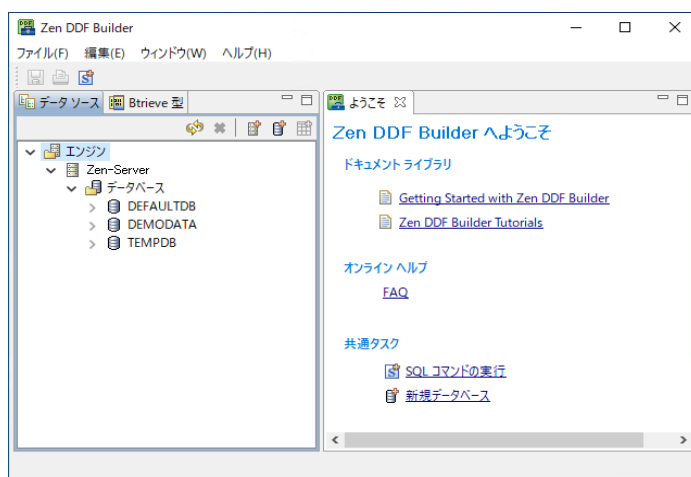 Zen DDF Builder
ファイル(F) 編集(E) ウィンドウ(W) ヘルプ(H)
データ ソース Btrieve 型
エンジン
Zen-Server
データベース
DEFAULTDB
DEMODATA
TEMPDB
ようこそ
Zen DDF Builder へようこそ
ドキュメント ライブラリ
Getting Started with Zen DDF Builder
Zen DDF Builder Tutorials
オンライン ヘルプ
FAQ
共通タスク
SQL コマンドの実行
新規データベース